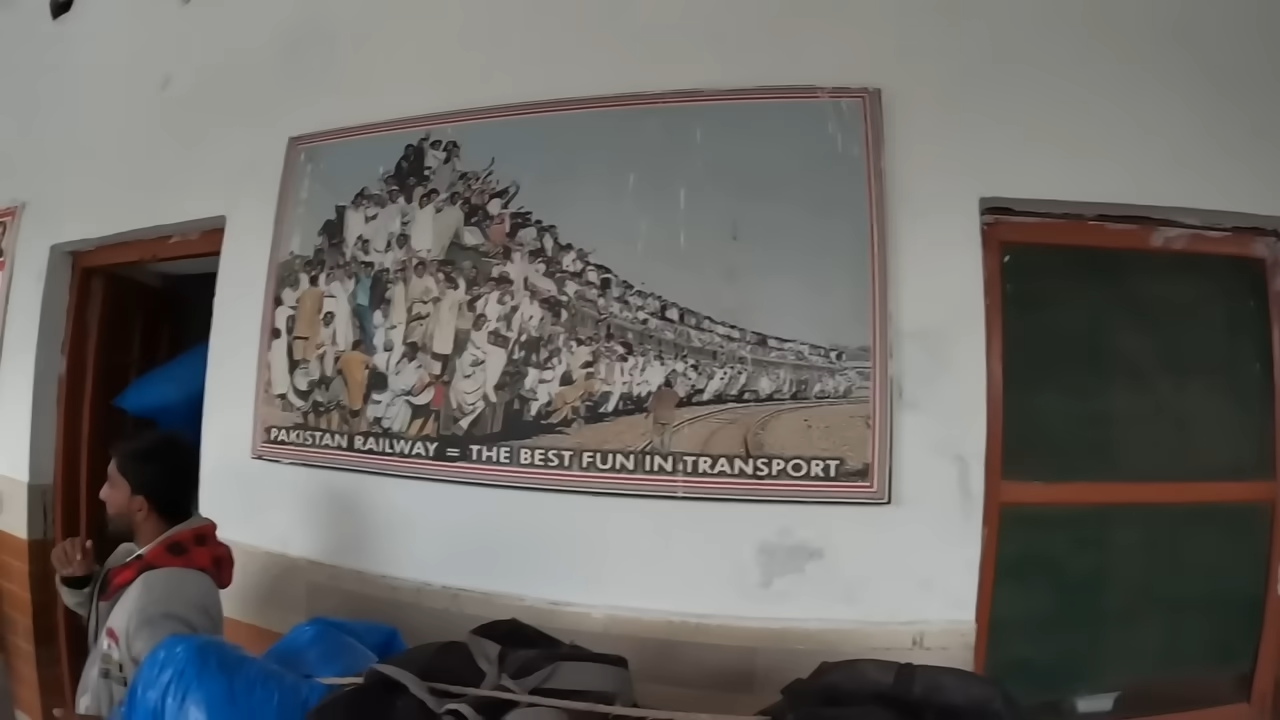 PAKISTAN RAILWAY = THE BEST FUN IN TRANSPORT